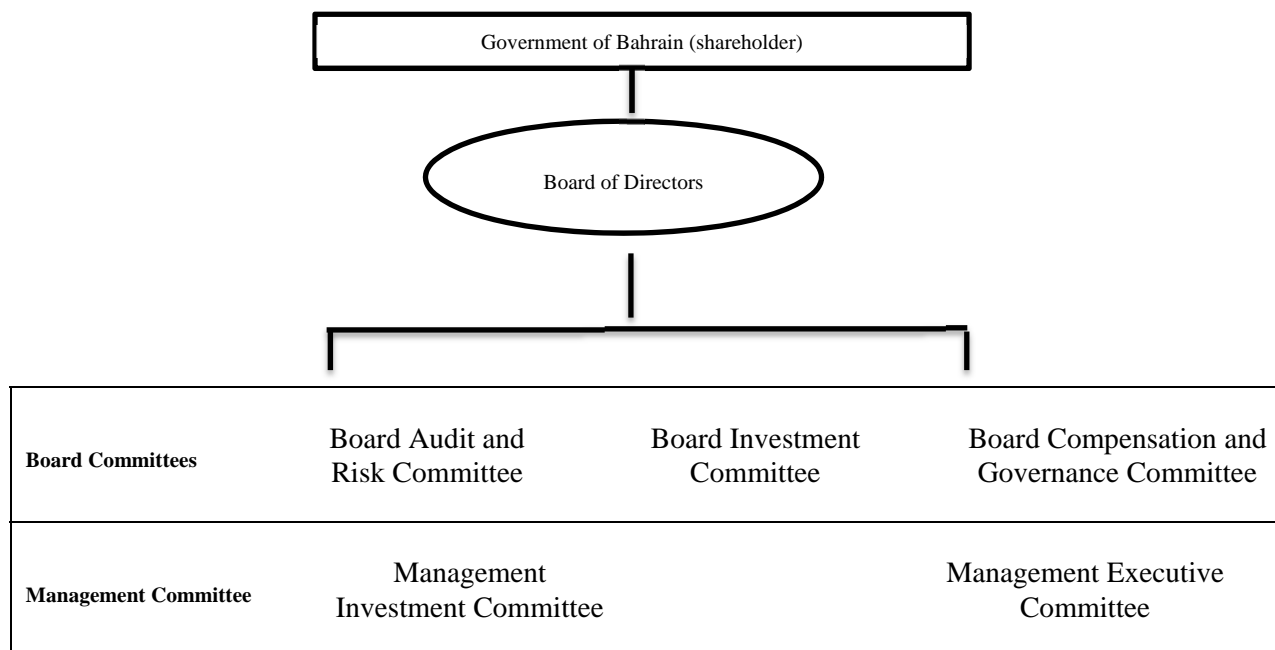 Government of Bahrain (shareholder)
Board of Directors
Board Committees
Board Audit and
Risk Committee
Board Investment
Committee
Board Compensation and
Governance Committee
Management Committee
Management
Investment Committee
Management Executive
Committee